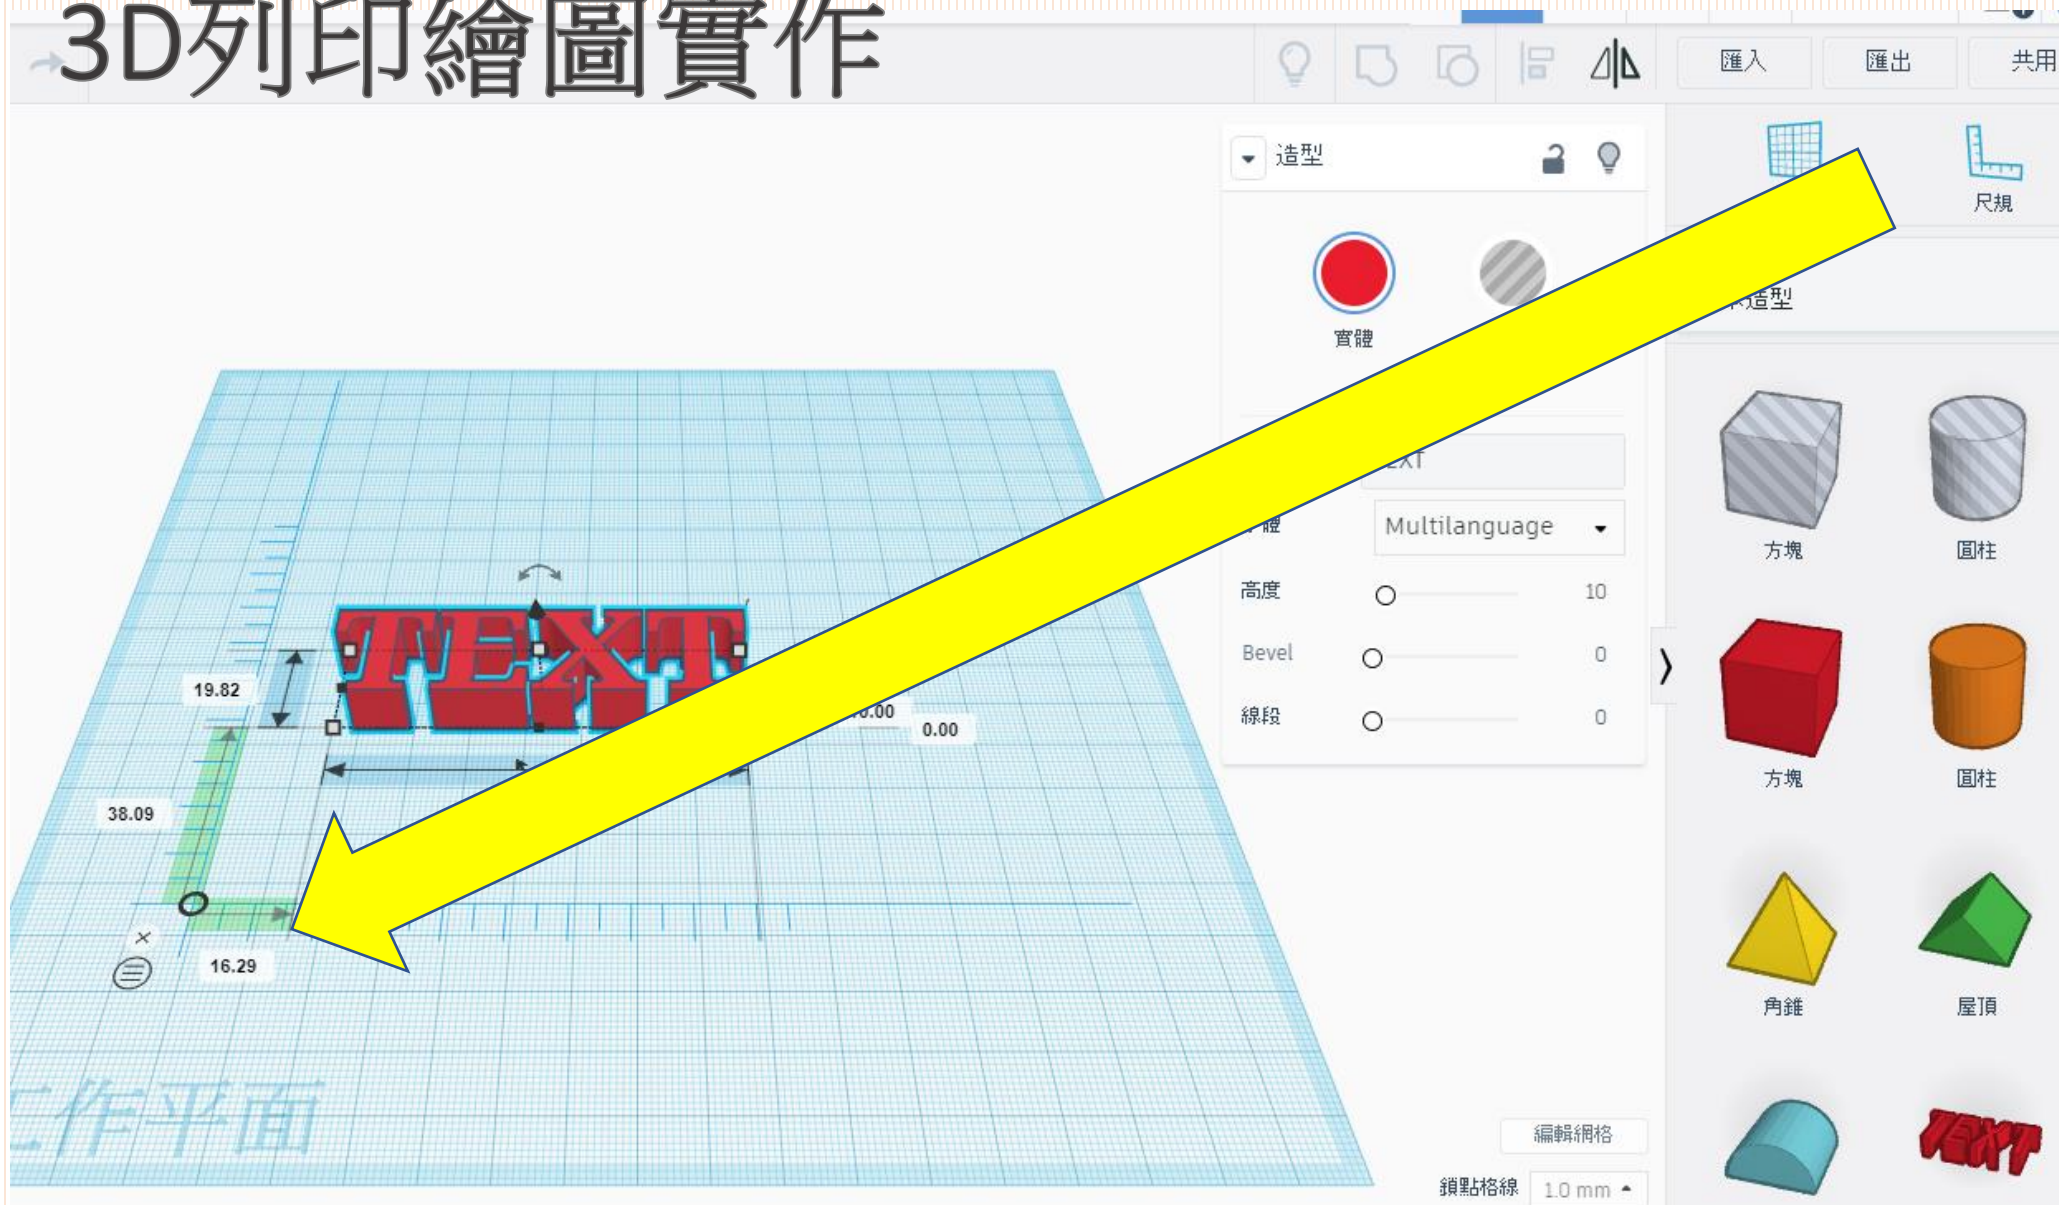 3D列印繪圖實作
匯入
匯出
共用
造型
尺規
實體
造型
Multilanguage
高度
10
Bevel
0
線段
0
方塊
圓柱
方塊
圓柱
角錐
屋頂
TEXT
TEXT
19.82
0.00
38.09
16.29
工作平面
編輯網格
鎖點格線
1.0 mm